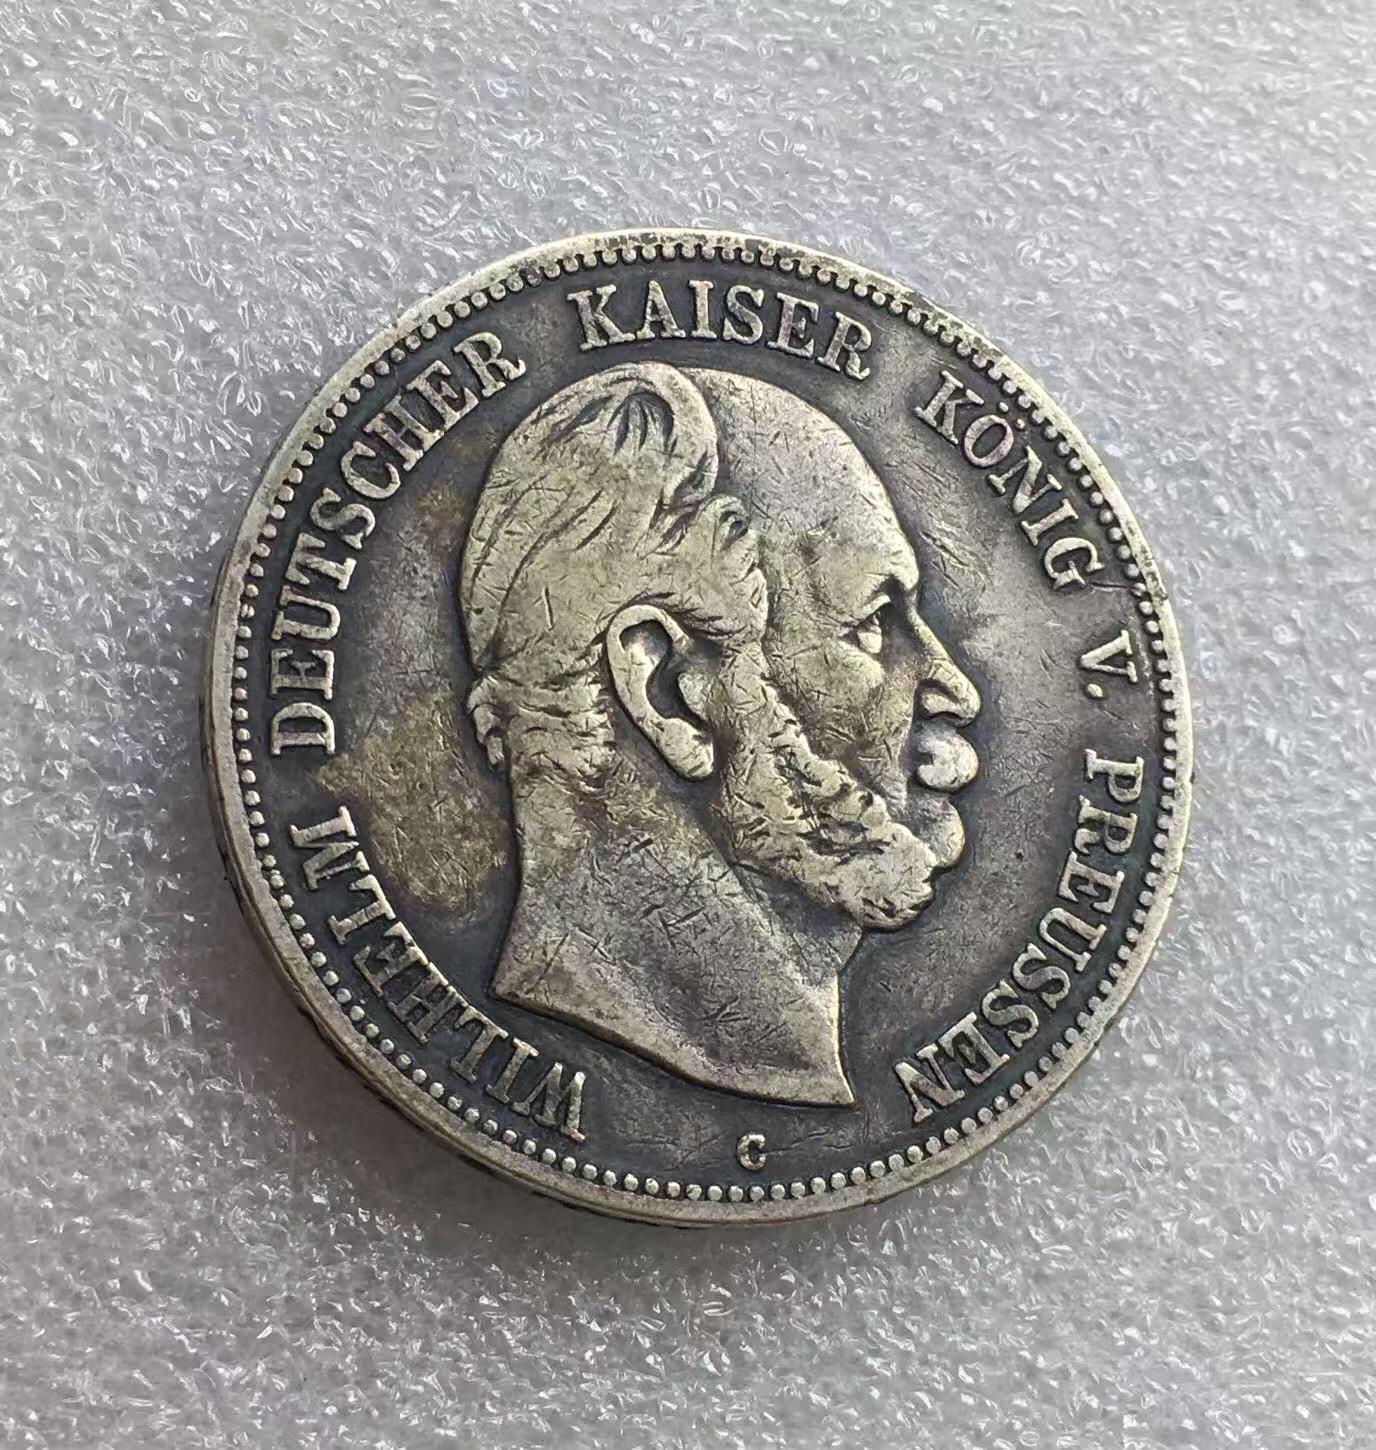 WILHELM DEUTSCHER KAISER KÖNIG V. PREUSSEN
C